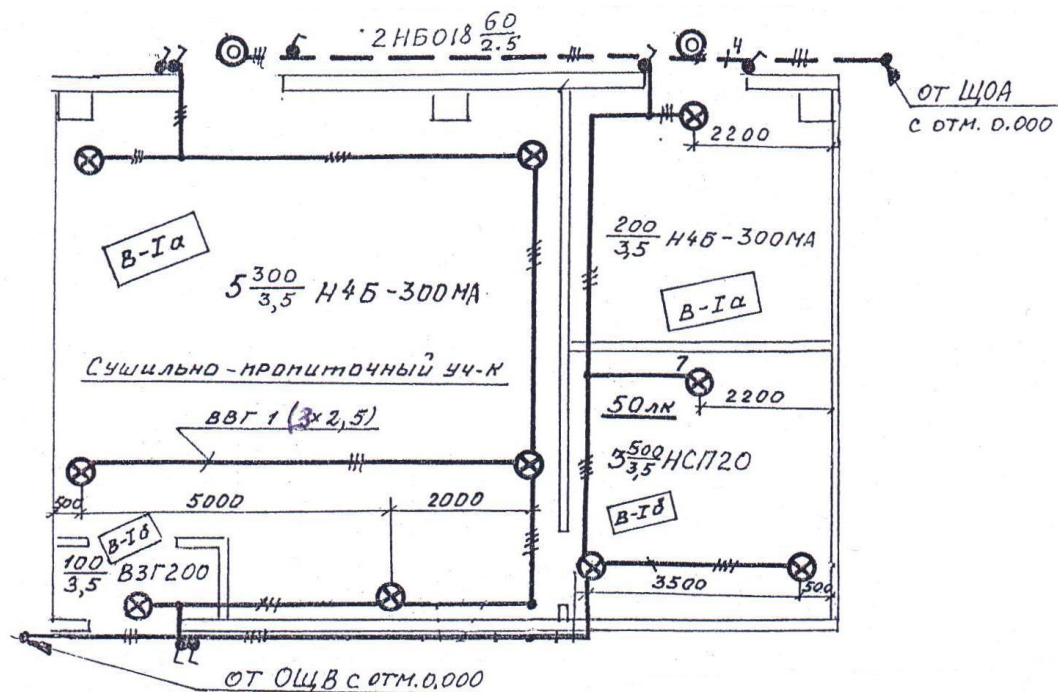 2НБО18 60/2.5
4
ОТ ЩОА
С ОТМ. 0.000
2200
В-Iа
200/3,5 Н4Б-300МА
5 300/3,5 Н4Б-300МА
В-Iа
Сушильно-пропиточный уч-к
7
2200
50лк
ВВГ 1 (3×2,5)
3 500/3,5 НСП20
500
5000
2000
В-Iб
В-Iб
100/3,5 ВЗГ200
3500
500
ОТ ОЩВ С ОТМ.0,000